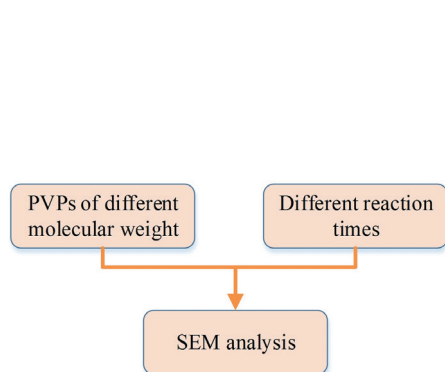 PVPs of different
molecular weight
Different reaction
times
SEM analysis